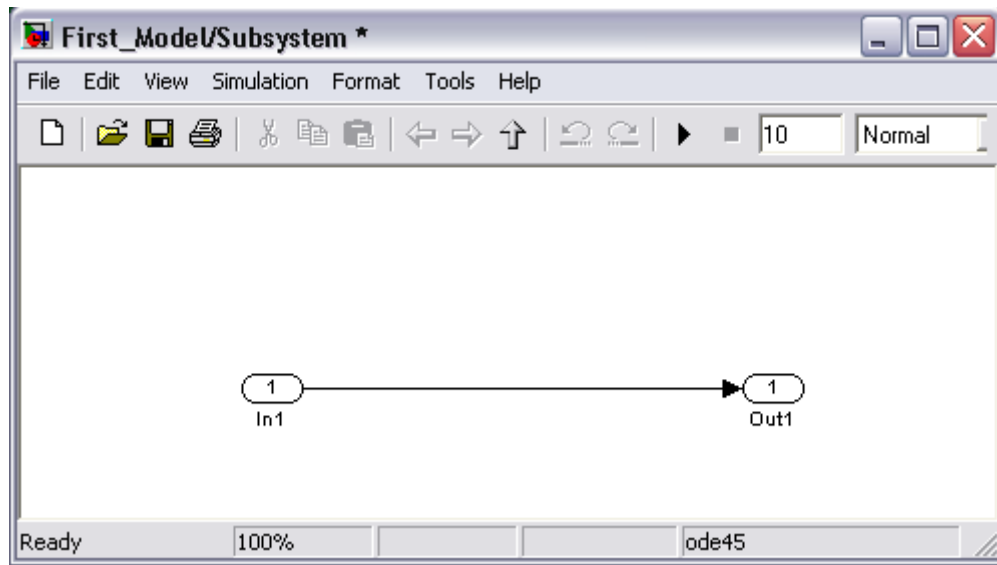 First_Model/Subsystem *
File Edit View Simulation Format Tools Help
10 Normal
1 1
In1 Out1
Ready 100% ode45